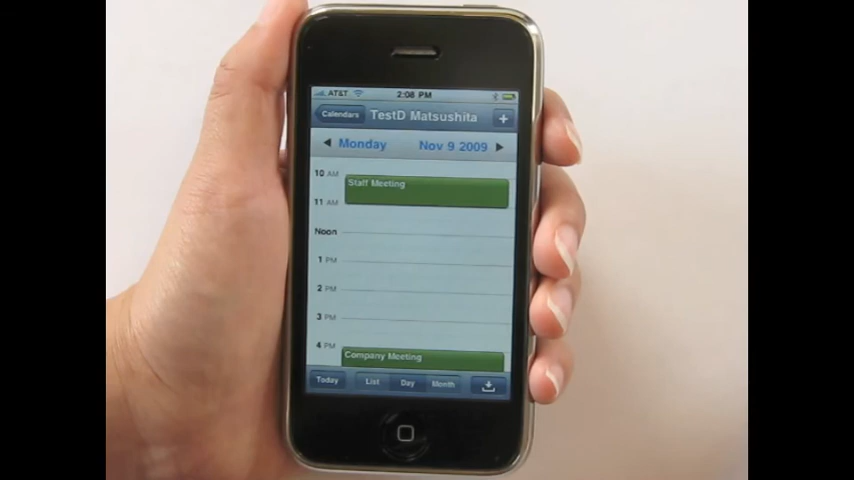 AT&T 2:08 PM
Calendars TestD Matsushita +
Monday Nov 9 2009
10 AM
Staff Meeting
11 AM
Noon
1 PM
2 PM
3 PM
4 PM
Company Meeting
Today List Day Month